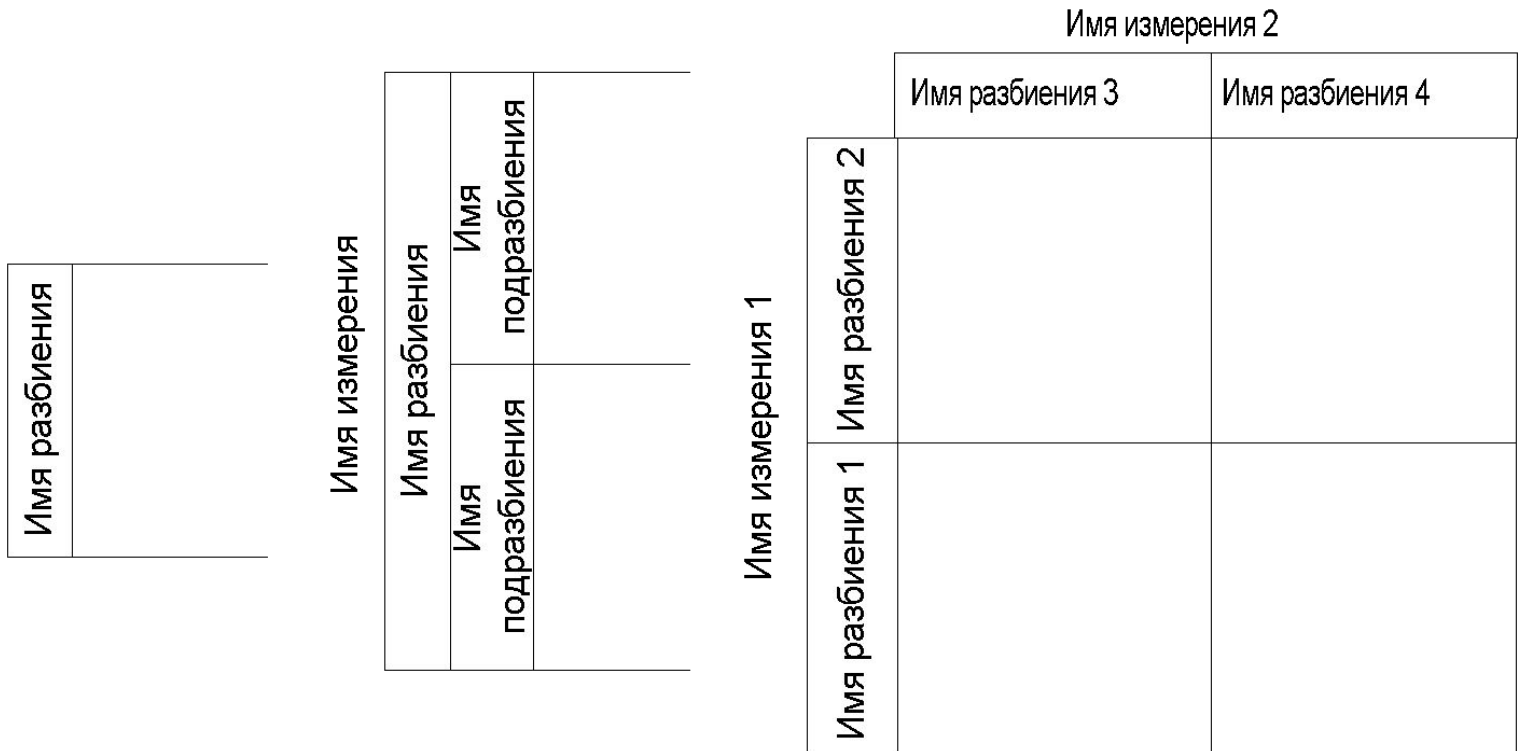 Имя разбиения
Имя измерения
Имя разбиения
Имя
подразбиения
Имя
подразбиения
Имя измерения 2
Имя разбиения 3
Имя разбиения 4
Имя измерения 1
Имя разбиения 2
Имя разбиения 1